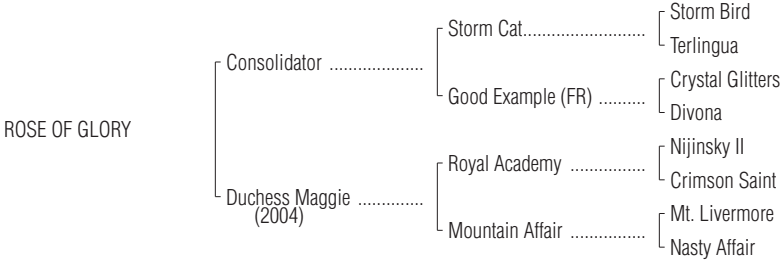 Storm Bird
Storm Cat.........................
Terlingua
Consolidator ...................
Crystal Glitters
Good Example (FR) ..........
Divona
ROSE OF GLORY
Nijinsky II
Royal Academy ................
Crimson Saint
Duchess Maggie .............
(2004)
Mt. Livermore
Mountain Affair ................
Nasty Affair